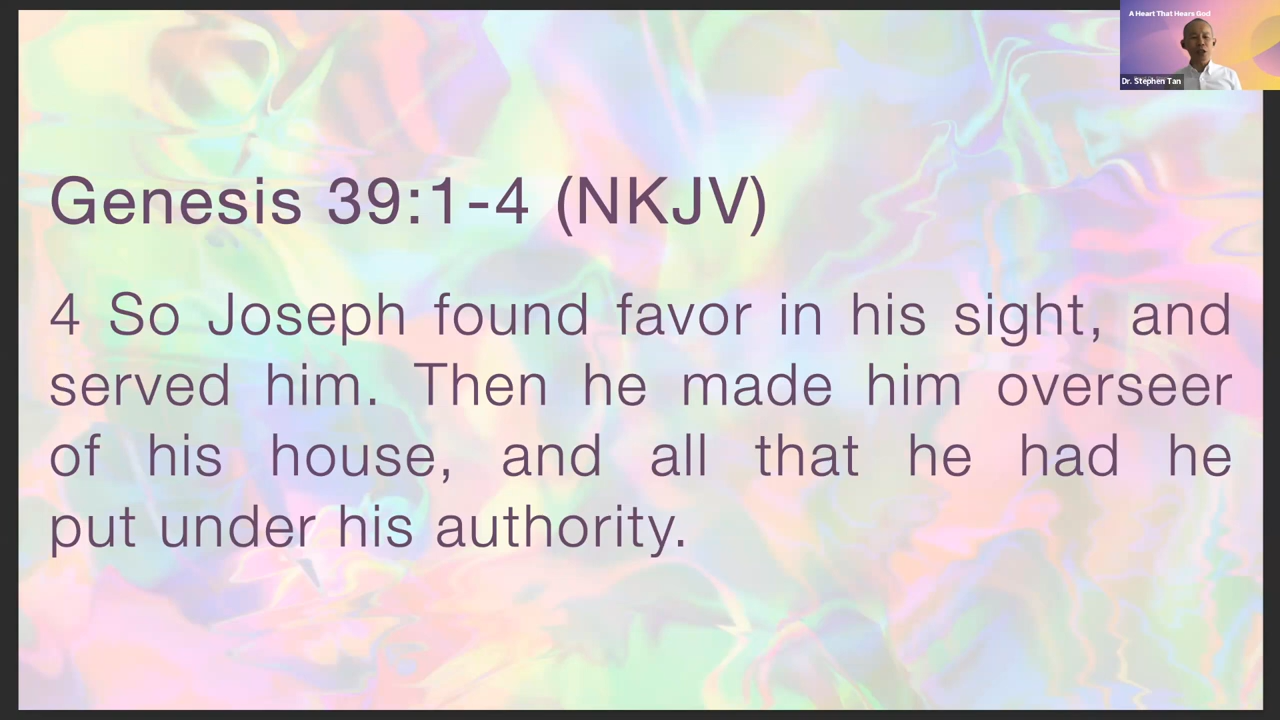 A Heart That Hears God
Dr. Stephen Tan
Genesis 39:1-4 (NKJV)
4 So Joseph found favor in his sight, and
served him. Then he made him overseer
of his house, and all that he had he
put under his authority.